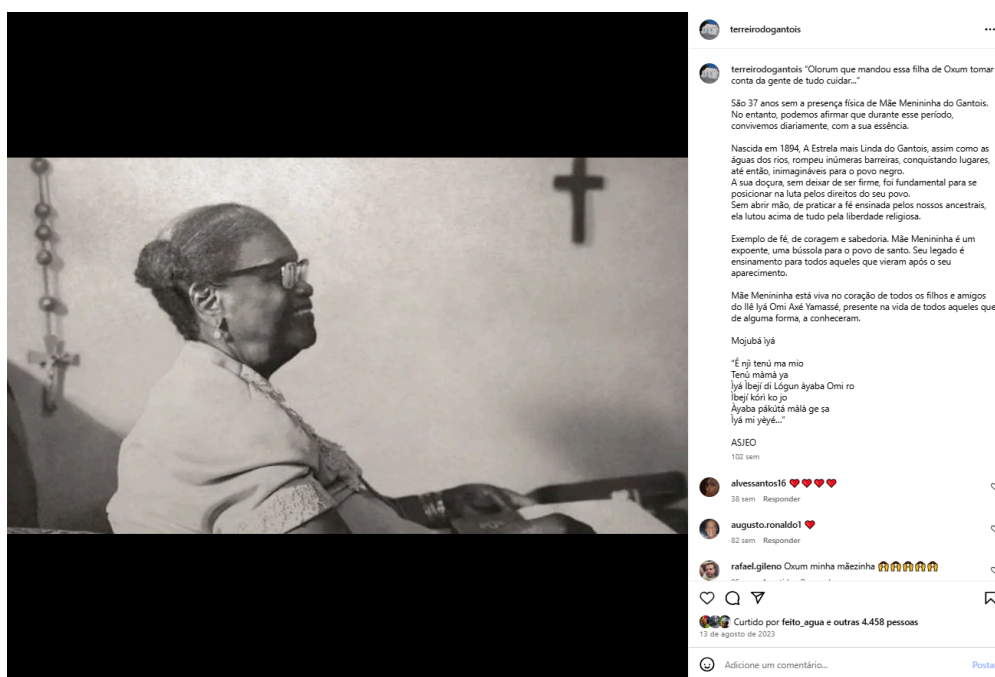 terreirodogantois
terreirodogantois "Olorum que mandou essa filha de Oxum tomar
conta da gente de tudo cuidar..."
São 37 anos sem a presença física de Mãe Menininha do Gantois.
No entanto, podemos afirmar que durante esse período,
convivemos diariamente, com a sua essência.
Nascida em 1894, A Estrela mais Linda do Gantois, assim como as
águas dos rios, rompeu inúmeras barreiras, conquistando lugares,
até então, inimagináveis para o povo negro.
A sua doçura, sem deixar de ser firme, foi fundamental para se
posicionar na luta pelos direitos do seu povo.
Sem abrir mão, de praticar a fé ensinada pelos nossos ancestrais,
ela lutou acima de tudo pela liberdade religiosa.
Exemplo de fé, de coragem e sabedoria. Mãe Menininha é um
expoente, uma bússola para o povo de santo. Seu legado é
ensinamento para todos aqueles que vieram após o seu
aparecimento.
Mãe Menininha está viva no coração de todos os filhos e amigos
do Ilê Iyá Omi Axé Yamassé, presente na vida de todos aqueles que
de alguma forma, a conheceram.
Mojubá ìyá
"É njì tenú ma mio
Tenù màmà ya
Ìyá Ìbejí di Lógun àyaba Omi ro
Ìbejí kórì ko jo
Àyaba pákútá màlà ge ṣa
Ìyá mi yèyé..."
ASJEO
102 sem
alvessantos16
38 sem Responder
augusto.ronaldo1
82 sem Responder
rafael.gileno Oxum minha mãezinha
Curtido por feito_agua e outras 4.458 pessoas
13 de agosto de 2023
Adicione um comentário...
Posta